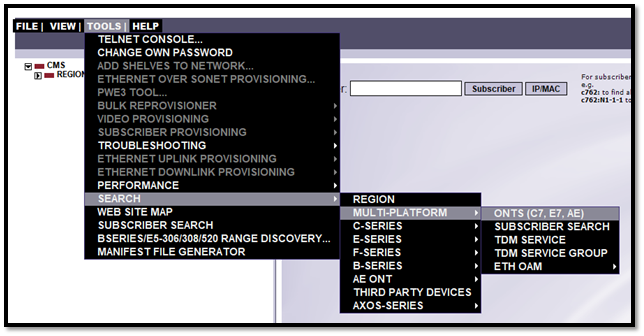 FILE | VIEW | TOOLS | HELP
TELNET CONSOLE...
CHANGE OWN PASSWORD
ADD SHELVES TO NETWORK...
ETHERNET OVER SONET PROVISIONING...
PWE3 TOOL...
BULK REPROVISIONER
VIDEO PROVISIONING
SUBSCRIBER PROVISIONING
TROUBLESHOOTING
ETHERNET UPLINK PROVISIONING
ETHERNET DOWNLINK PROVISIONING
PERFORMANCE
SEARCH
WEB SITE MAP
SUBSCRIBER SEARCH
BSERIES/E5-306/308/520 RANGE DISCOVERY...
MANIFEST FILE GENERATOR
CMS
REGION
REGION
MULTI-PLATFORM
C-SERIES
E-SERIES
F-SERIES
B-SERIES
AE ONT
THIRD PARTY DEVICES
AXOS-SERIES
ONTS (C7, E7, AE)
SUBSCRIBER SEARCH
TDM SERVICE
TDM SERVICE GROUP
ETH OAM
Subscriber
IP/MAC
For subscriber
e.g.
c762: to find al
c762:N1-1-1 to